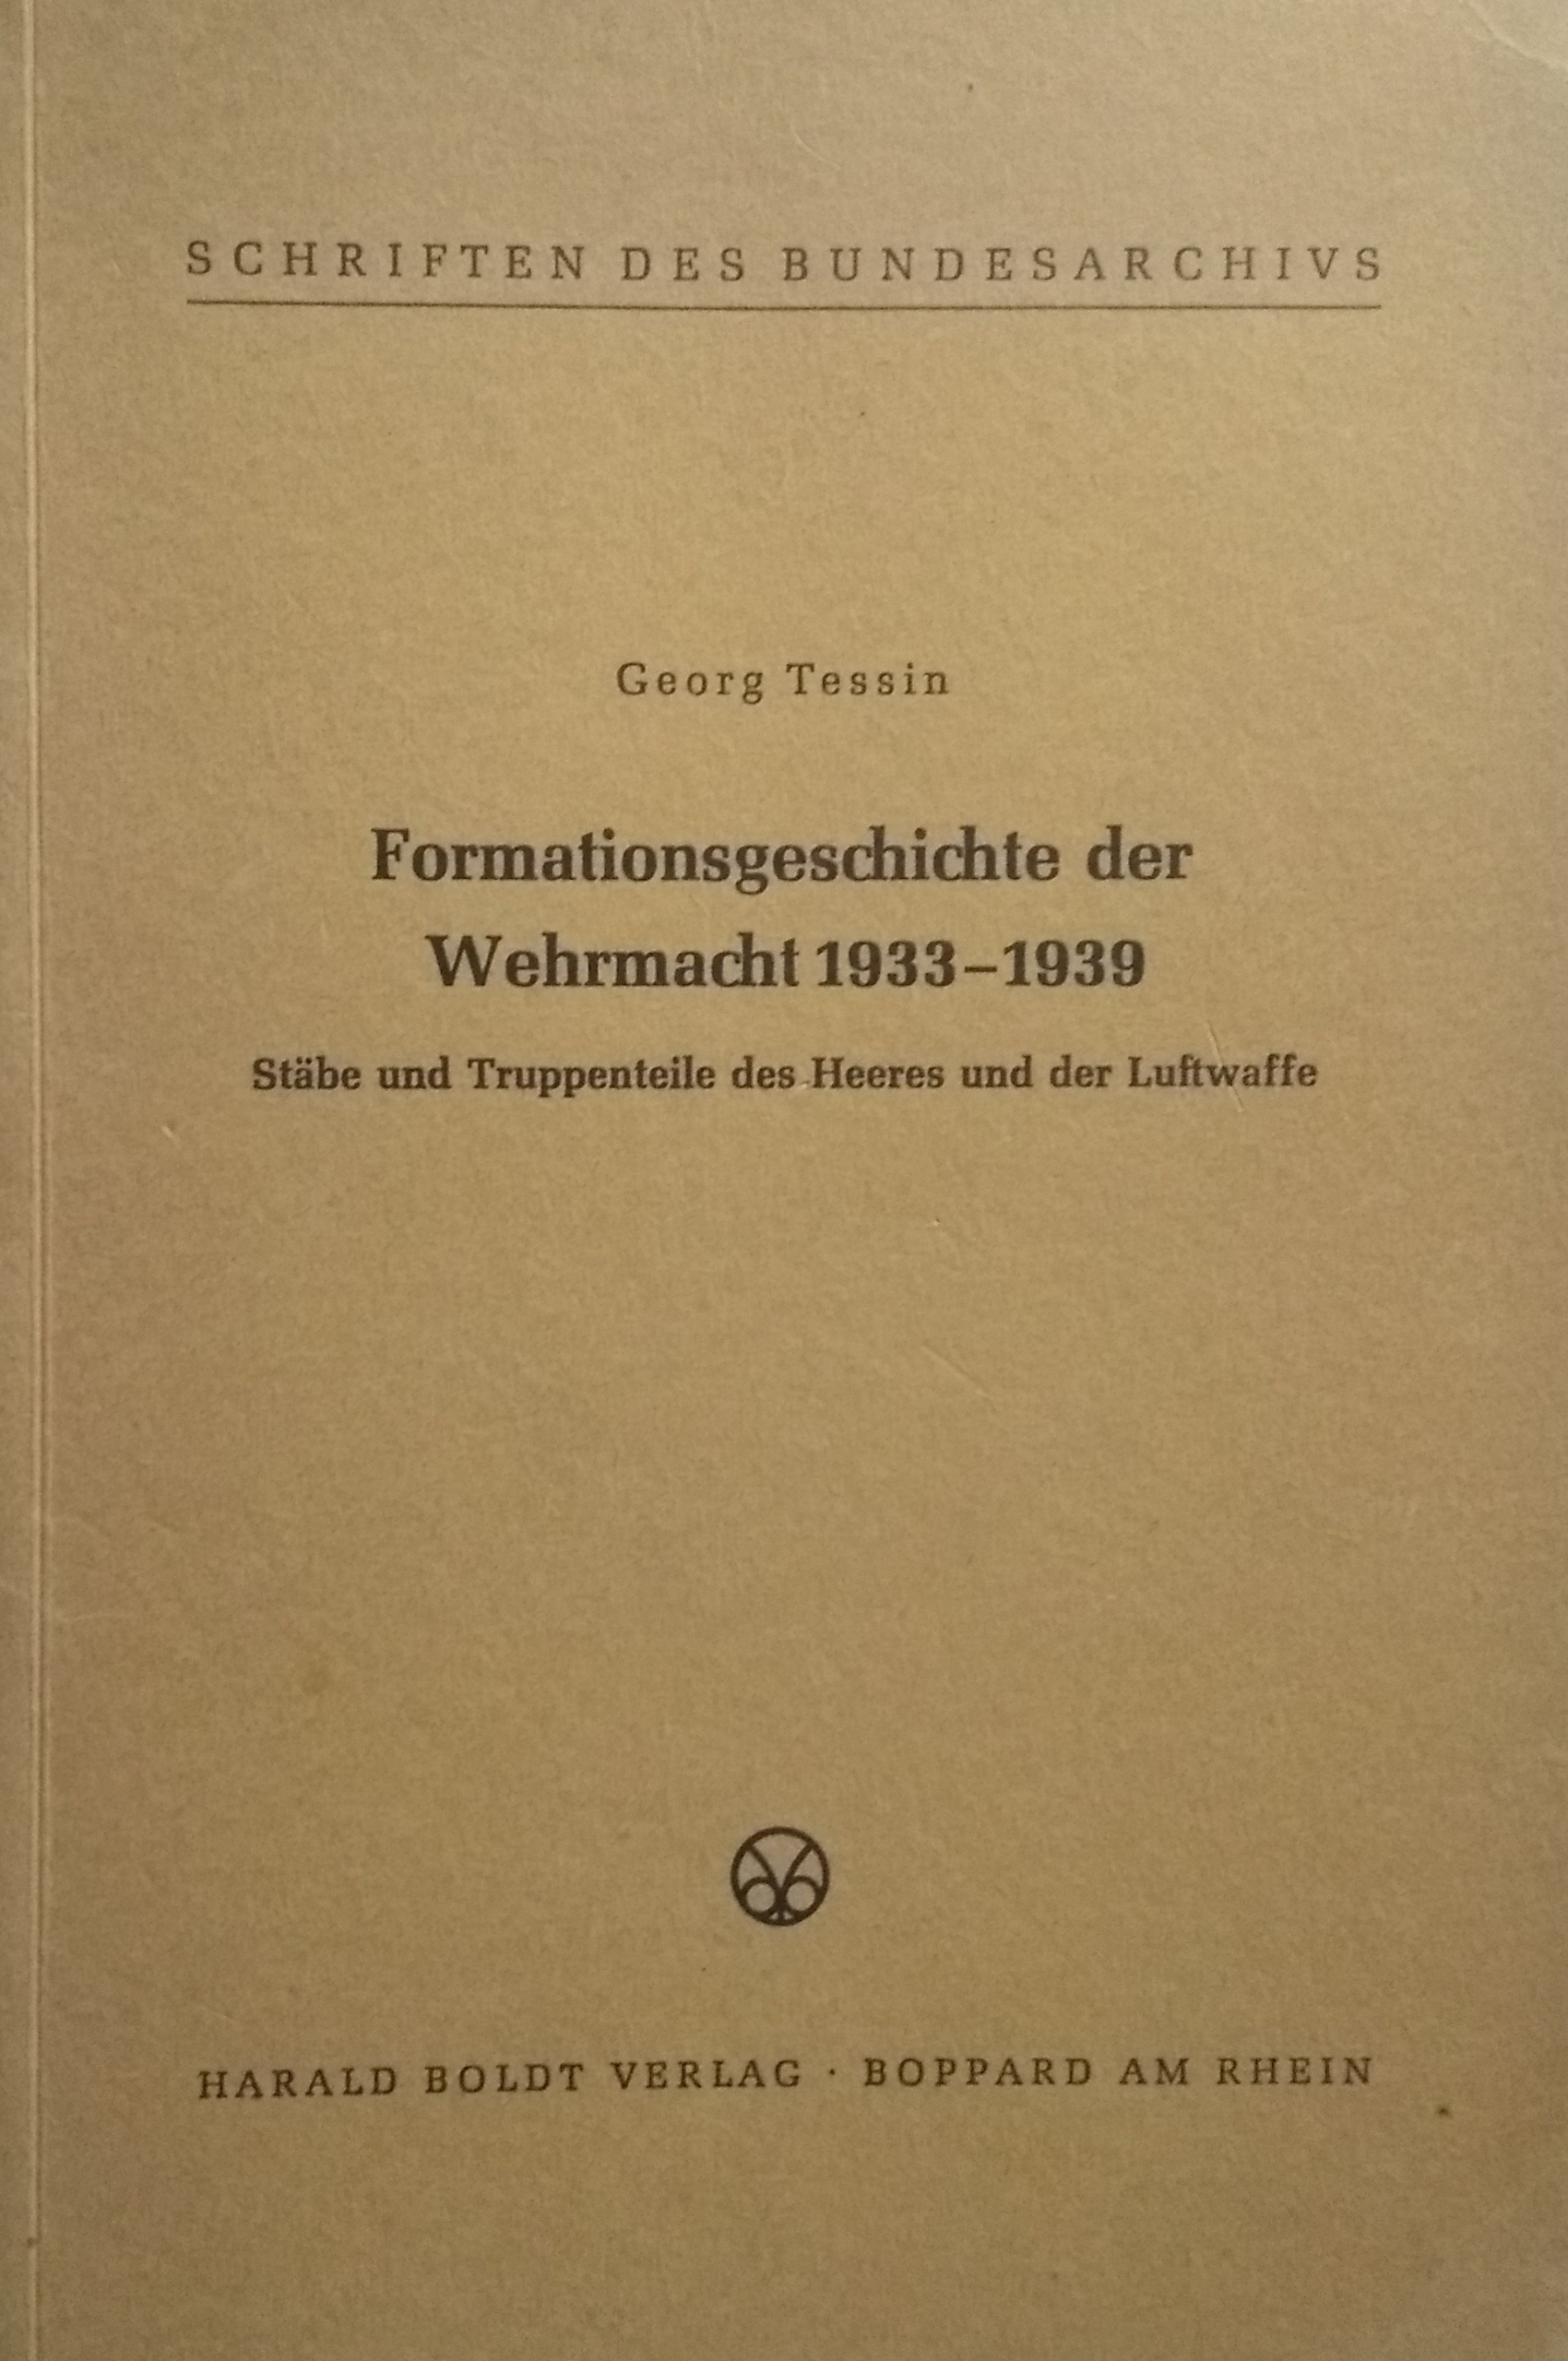 SCHRIFTEN DES BUNDESARCHIVS
Georg Tessin
Formationsgeschichte der
Wehrmacht 1933–1939
Stäbe und Truppenteile des Heeres und der Luftwaffe
HARALD BOLDT VERLAG · BOPPARD AM RHEIN